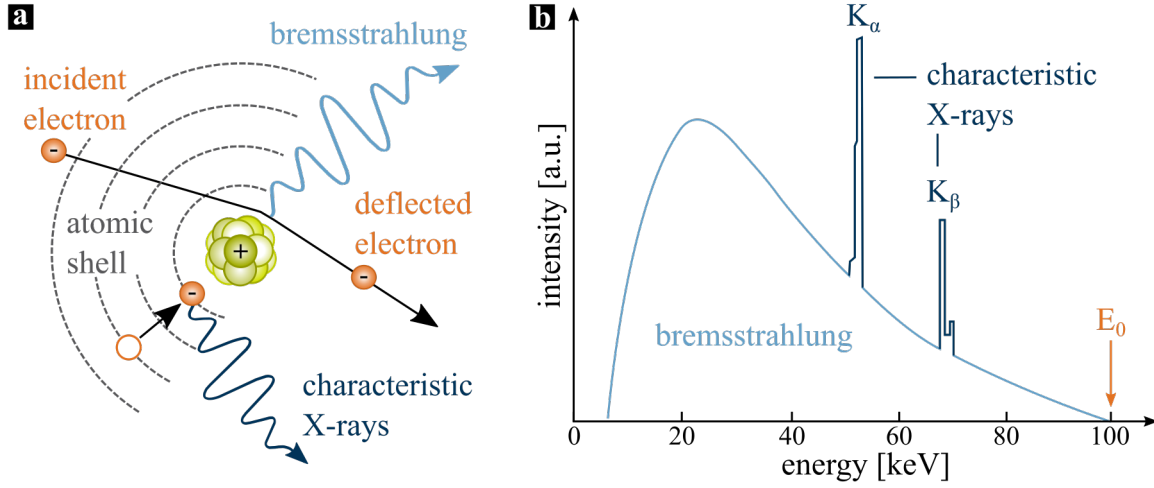 a
bremsstrahlung
incident
electron
-
atomic
shell
+
deflected
electron
-
-
characteristic
X-rays
b
Kα
characteristic
X-rays
Kβ
intensity [a.u.]
bremsstrahlung
E0
0 20 40 60 80 100
energy [keV]